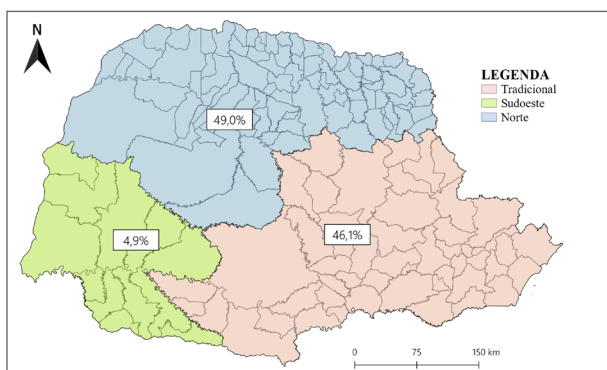 N
LEGENDA
Tradicional
Sudoeste
Norte
49,0%
46,1%
4,9%
0 75 150 km